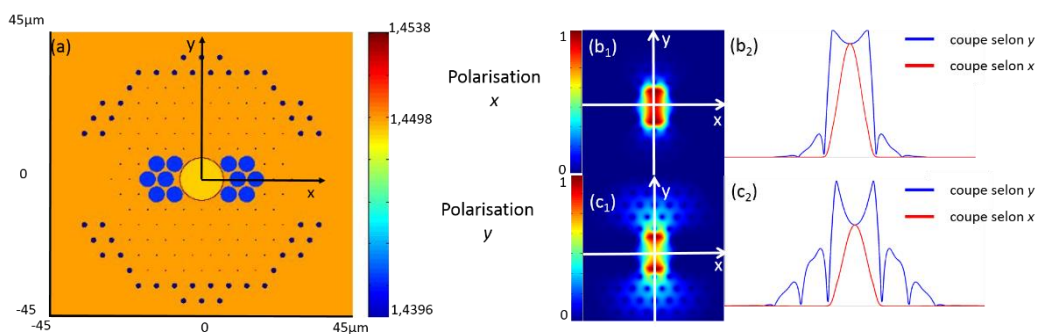 45µm
(a)
y
x
0
-45
-45
0
45µm
1,4538
1,4498
1,4396
Polarisation
x
Polarisation
y
1
0
(b1)
y
x
(b2)
coupe selon y
coupe selon x
1
0
(c1)
y
x
(c2)
coupe selon y
coupe selon x